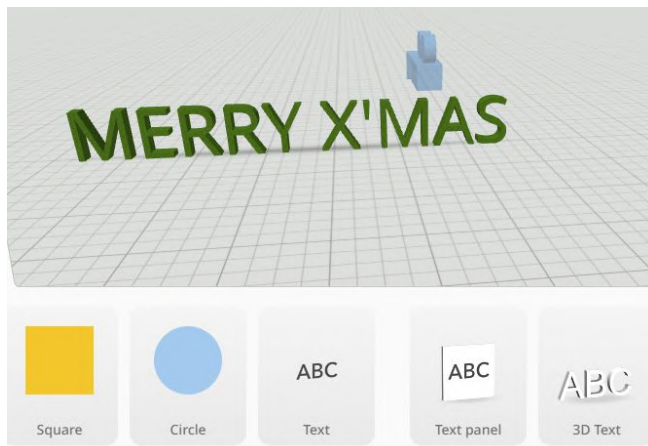 MERRY X'MAS
ABC
ABC
ABC
Square
Circle
Text
Text panel
3D Text